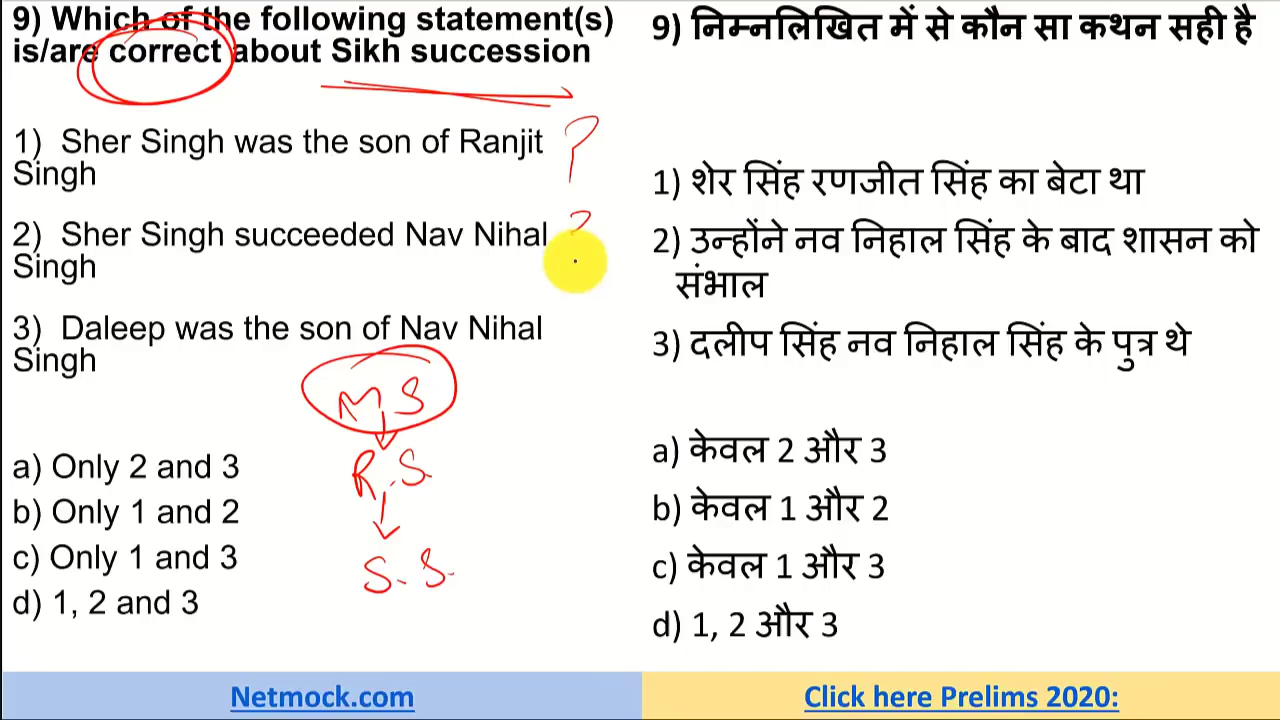 9) Which of the following statement(s)
is/are correct about Sikh succession
1) Sher Singh was the son of Ranjit
Singh
2) Sher Singh succeeded Nav Nihal
Singh
3) Daleep was the son of Nav Nihal
Singh
a) Only 2 and 3
b) Only 1 and 2
c) Only 1 and 3
d) 1, 2 and 3
?
?
M.S
R.S.
S.S.
9) निम्नलिखित में से कौन सा कथन सही है
1) शेर सिंह रणजीत सिंह का बेटा था
2) उन्होंने नव निहाल सिंह के बाद शासन को
संभाल
3) दलीप सिंह नव निहाल सिंह के पुत्र थे
a) केवल 2 और 3
b) केवल 1 और 2
c) केवल 1 और 3
d) 1, 2 और 3
Netmock.com
Click here Prelims 2020: